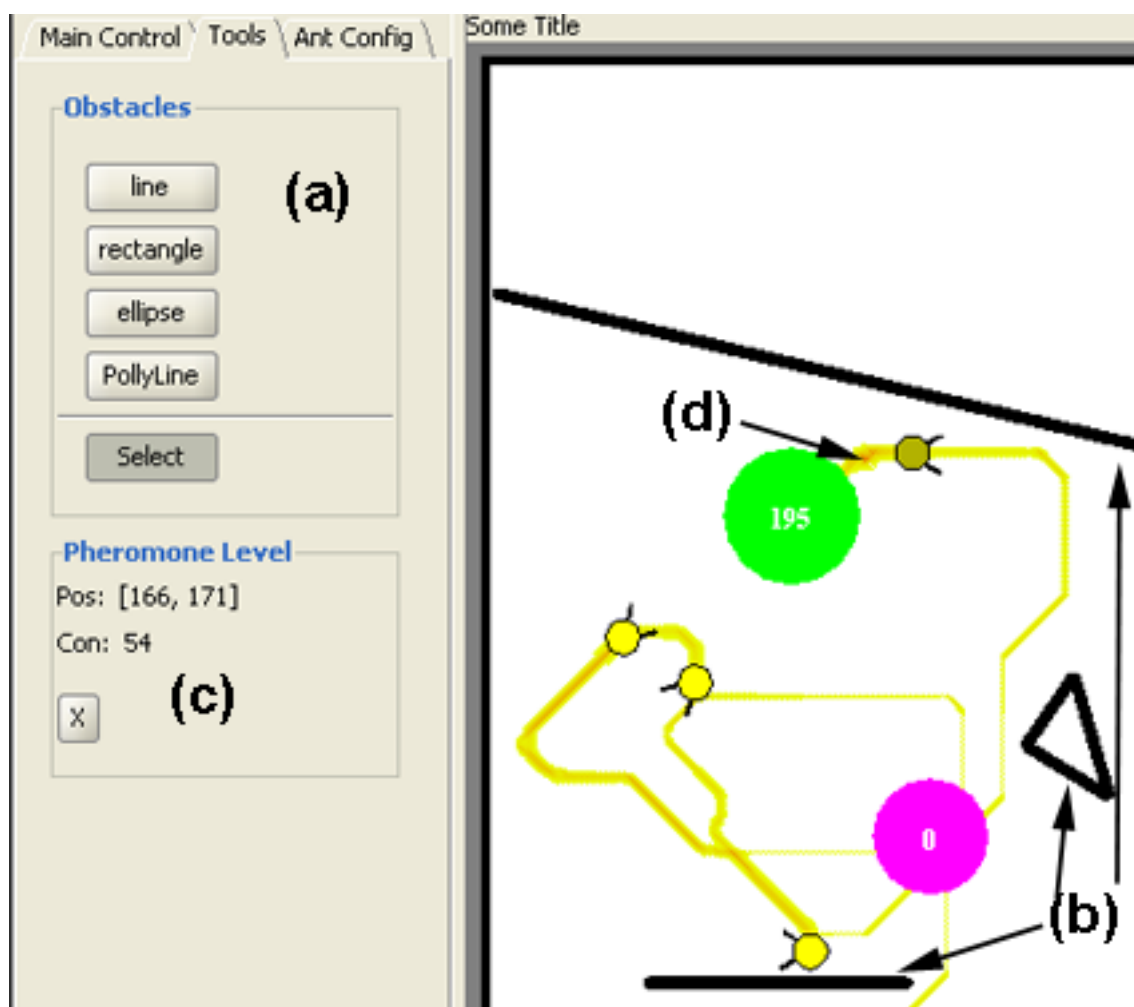 Main Control Tools Ant Config
Obstacles
line
(a)
rectangle
ellipse
PollyLine
Select
Pheromone Level
Pos: [166, 171]
Con: 54
(c)
X
Some Title
(d)
195
0
(b)